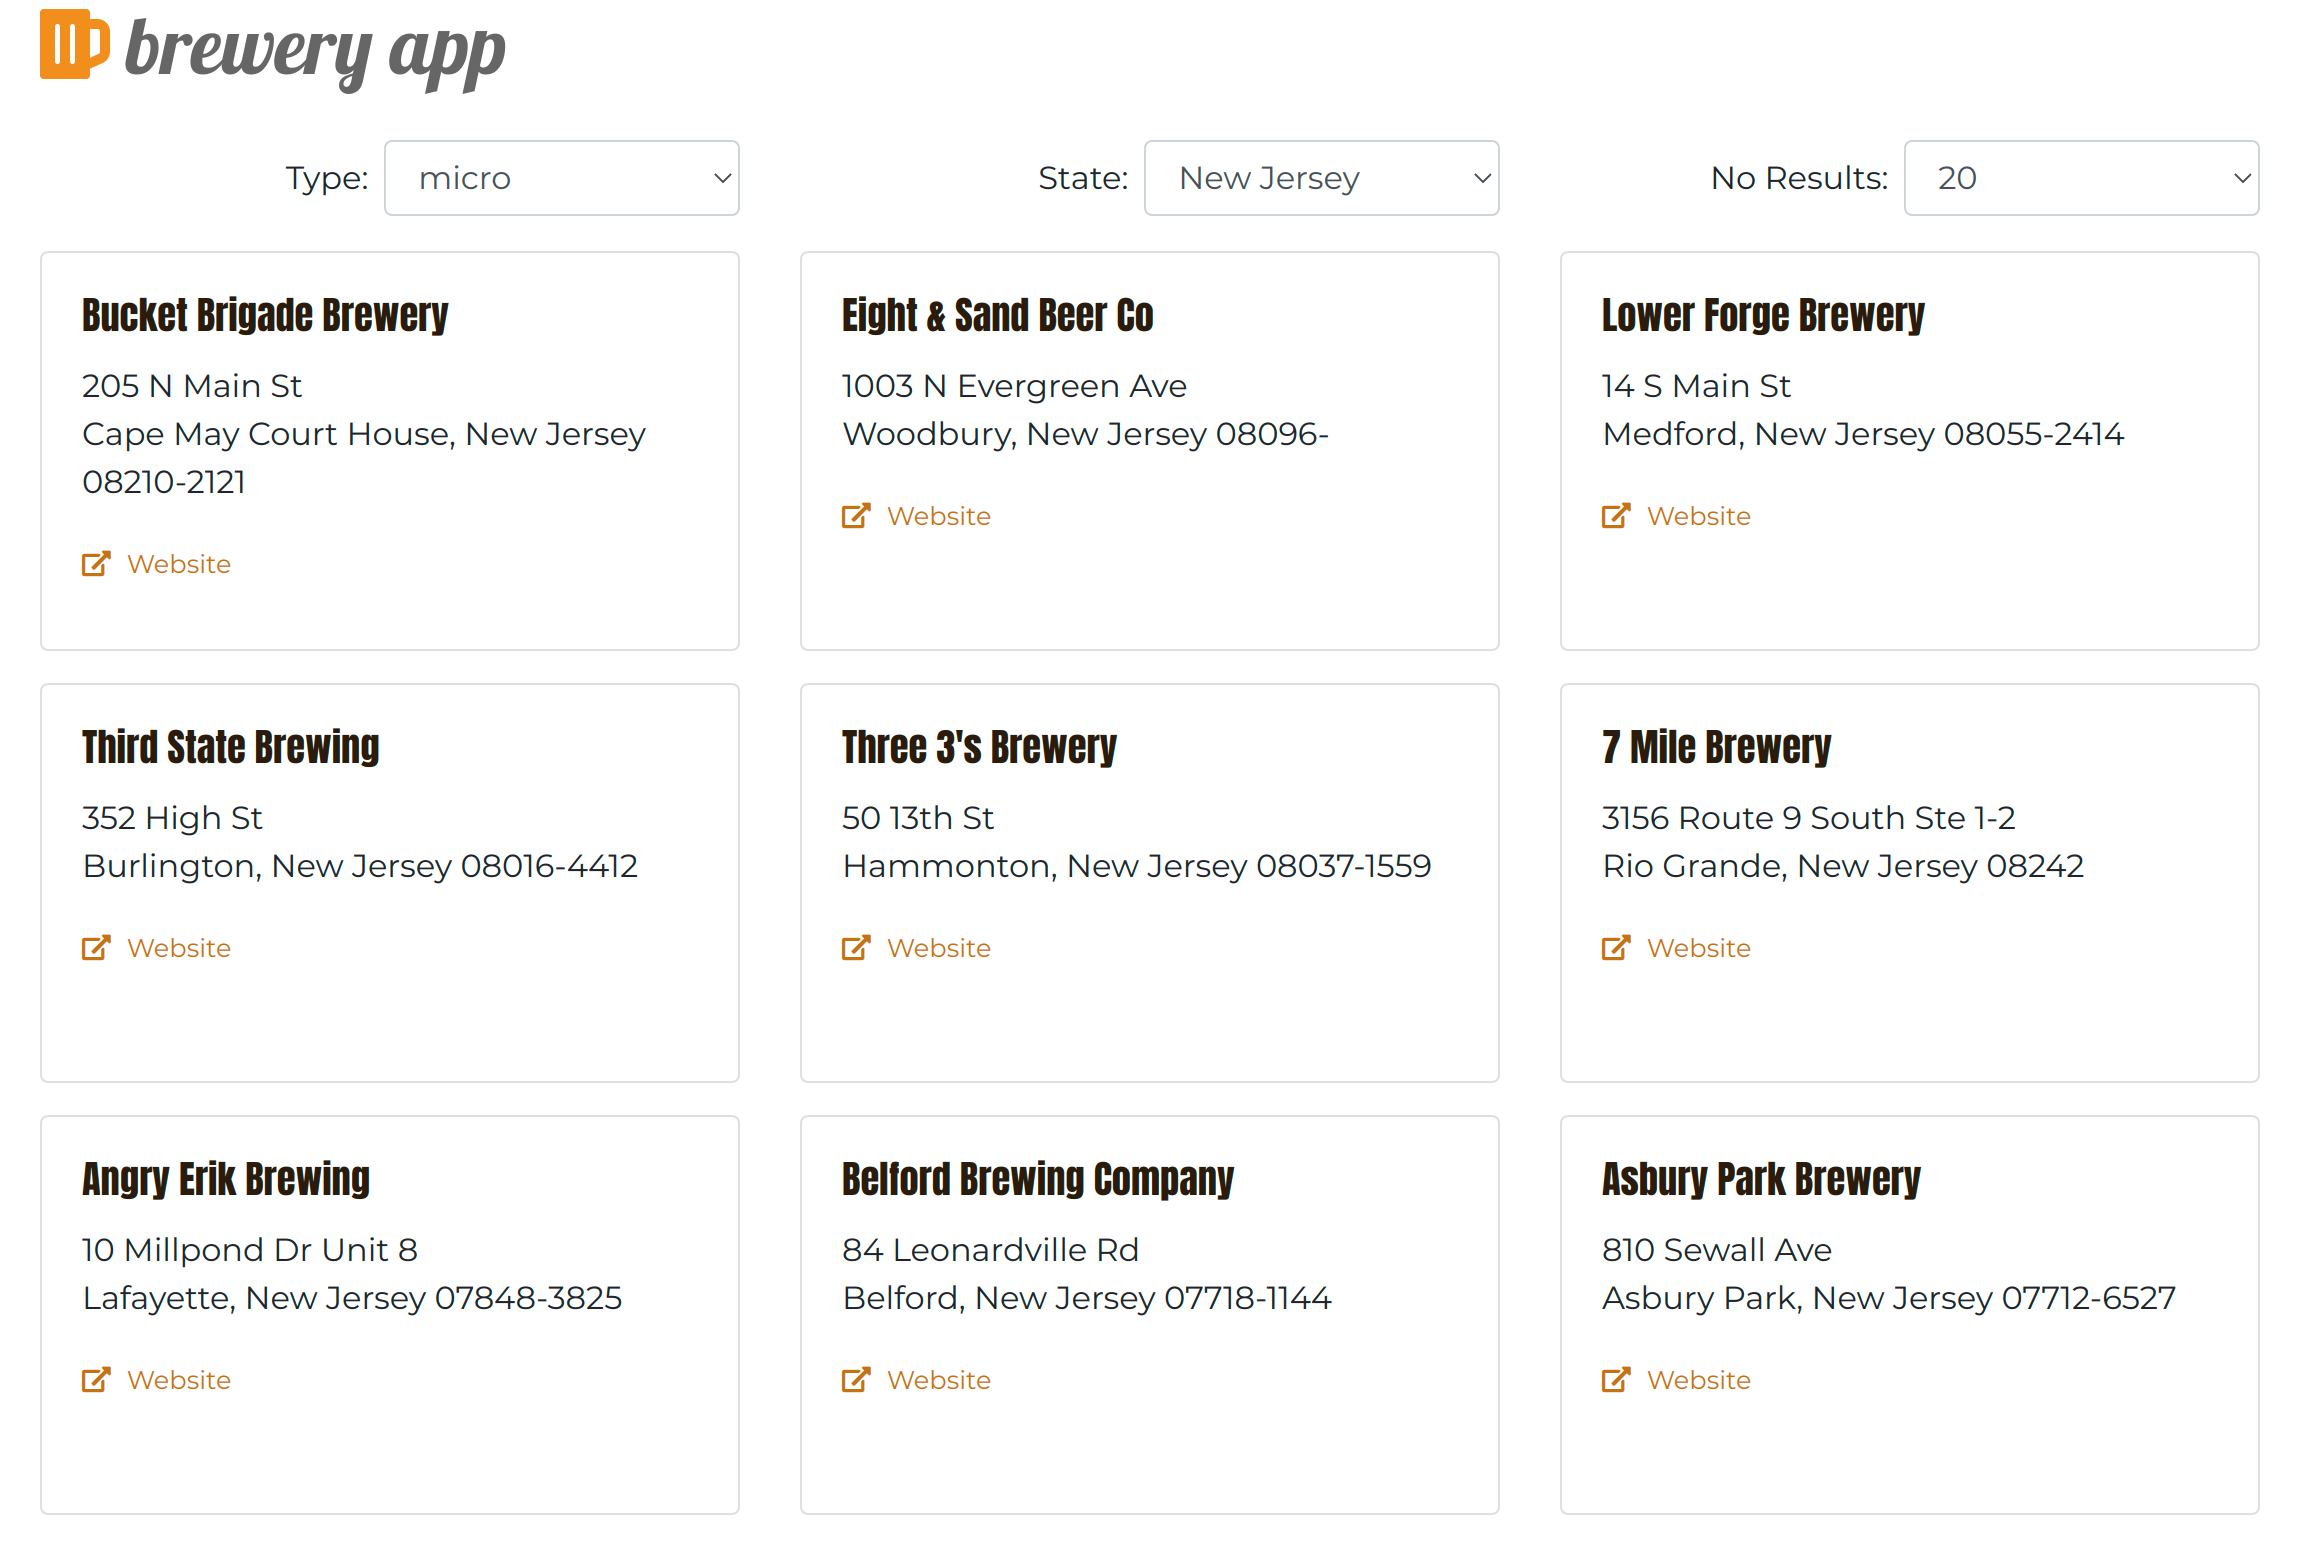 brewery app
Type: micro
State: New Jersey
No Results: 20
Bucket Brigade Brewery
205 N Main St
Cape May Court House, New Jersey
08210-2121
Website
Eight & Sand Beer Co
1003 N Evergreen Ave
Woodbury, New Jersey 08096-
Website
Lower Forge Brewery
14 S Main St
Medford, New Jersey 08055-2414
Website
Third State Brewing
352 High St
Burlington, New Jersey 08016-4412
Website
Three 3's Brewery
50 13th St
Hammonton, New Jersey 08037-1559
Website
7 Mile Brewery
3156 Route 9 South Ste 1-2
Rio Grande, New Jersey 08242
Website
Angry Erik Brewing
10 Millpond Dr Unit 8
Lafayette, New Jersey 07848-3825
Website
Belford Brewing Company
84 Leonardville Rd
Belford, New Jersey 07718-1144
Website
Asbury Park Brewery
810 Sewall Ave
Asbury Park, New Jersey 07712-6527
Website